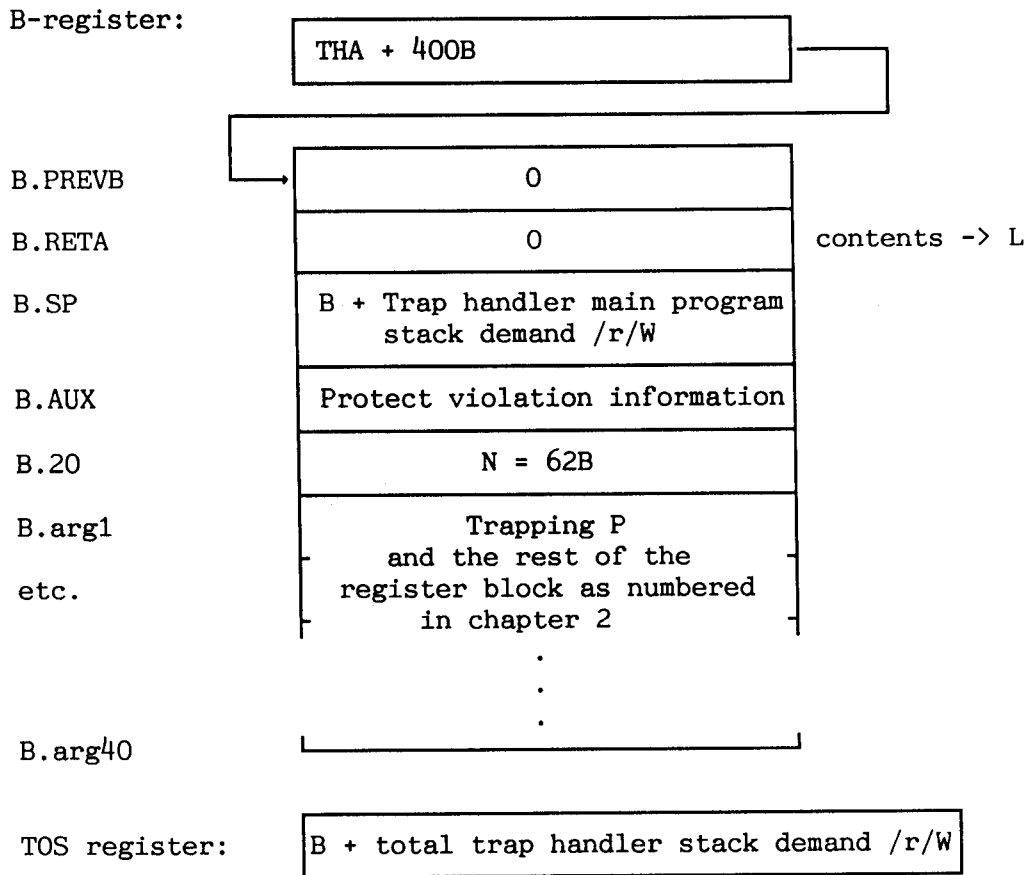 B-register:
THA + 400B
B.PREVB
0
B.RETA
0
contents -> L
B.SP
B + Trap handler main program
stack demand /r/W
B.AUX
Protect violation information
B.20
N = 62B
B.arg1
Trapping P
and the rest of the
etc.
register block as numbered
in chapter 2
.
.
.
B.arg40
TOS register:
B + total trap handler stack demand /r/W